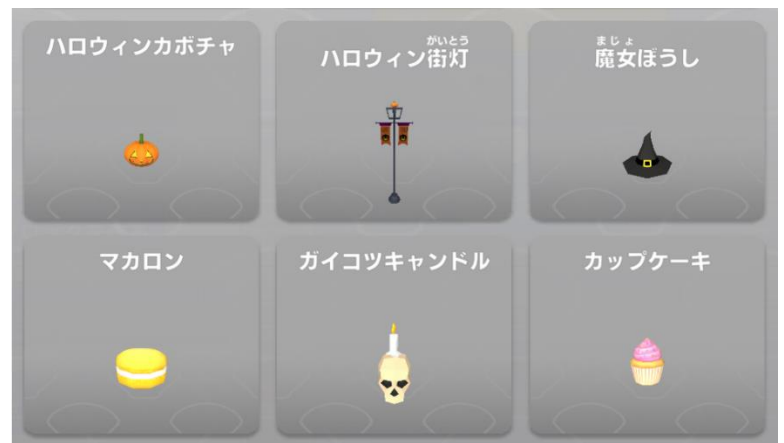 ハロウィンカボチャ
がいとう
ハロウィン街灯
まじょ
魔女ぼうし
マカロン
ガイコツキャンドル
カップケーキ